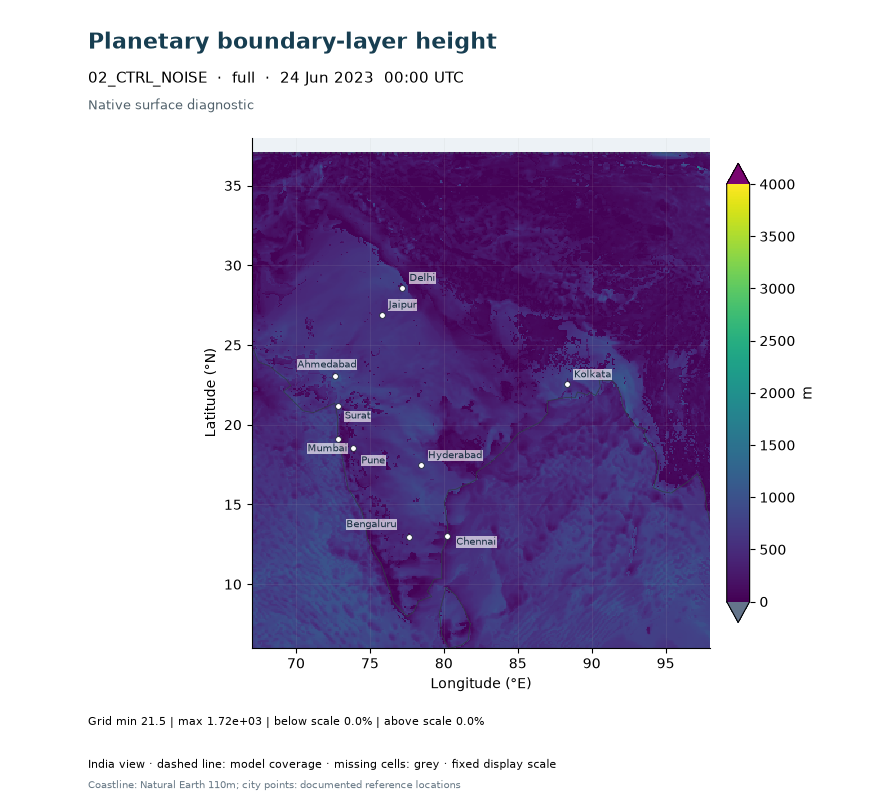 Planetary boundary-layer height
02_CTRL_NOISE · full · 24 Jun 2023 00:00 UTC
Native surface diagnostic
35
30
25
20
15
10
Latitude (°N)
Delhi
Jaipur
Ahmedabad
Kolkata
Surat
Mumbai
Pune
Hyderabad
Bengaluru
Chennai
70
75
80
85
90
95
Longitude (°E)
4000
3500
3000
2500
2000
1500
1000
500
0
m
Grid min 21.5 | max 1.72e+03 | below scale 0.0% | above scale 0.0%
India view · dashed line: model coverage · missing cells: grey · fixed display scale
Coastline: Natural Earth 110m; city points: documented reference locations